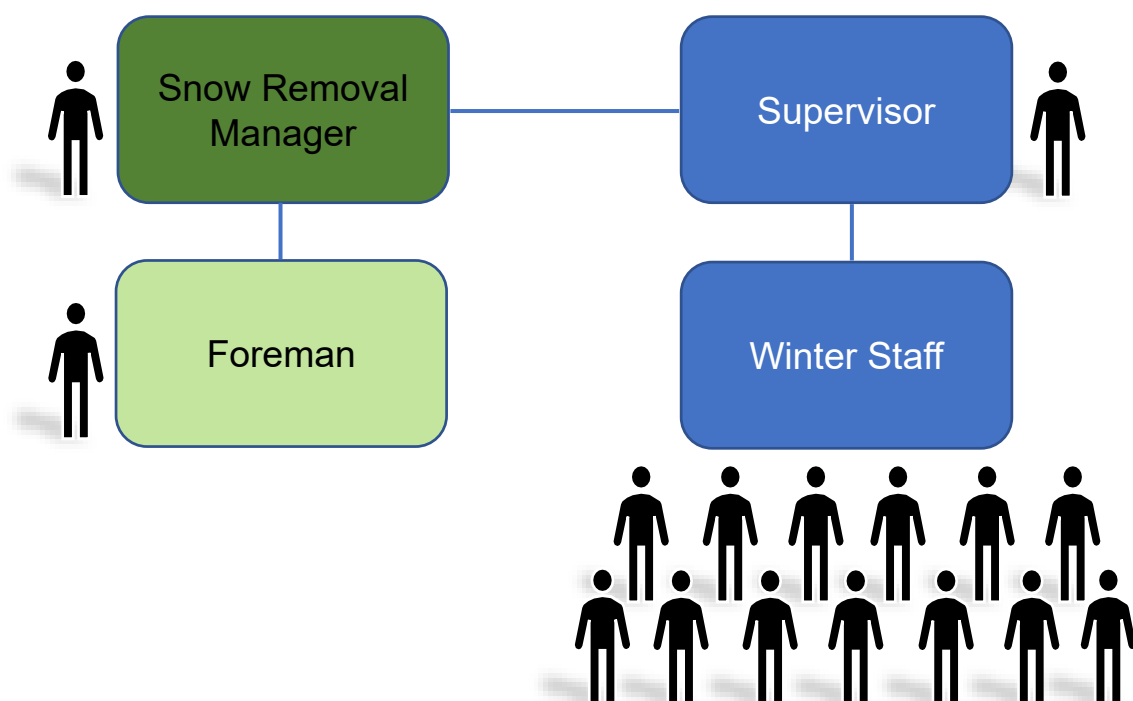 Snow Removal
Manager
Supervisor
Foreman
Winter Staff